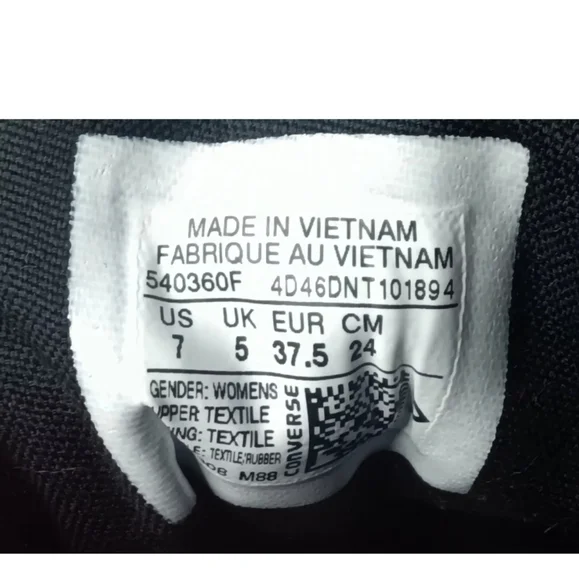 MADE IN VIETNAM
FABRIQUE AU VIETNAM
540360F 4D46DNT101894
US UK EUR CM
7 5 37.5 24
GENDER: WOMENS
UPPER TEXTILE
TEXTILE
TEXTILE/RUBBER
M88
CONVERSE